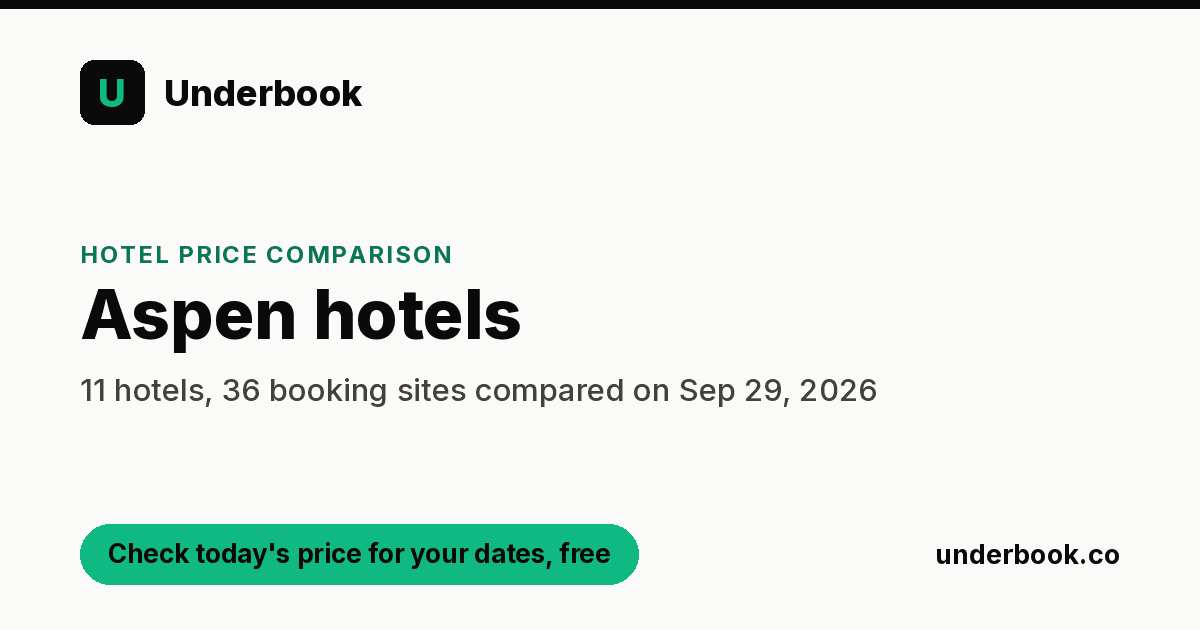 U Underbook
HOTEL PRICE COMPARISON
Aspen hotels
11 hotels, 36 booking sites compared on Sep 29, 2026
Check today's price for your dates, free
underbook.co